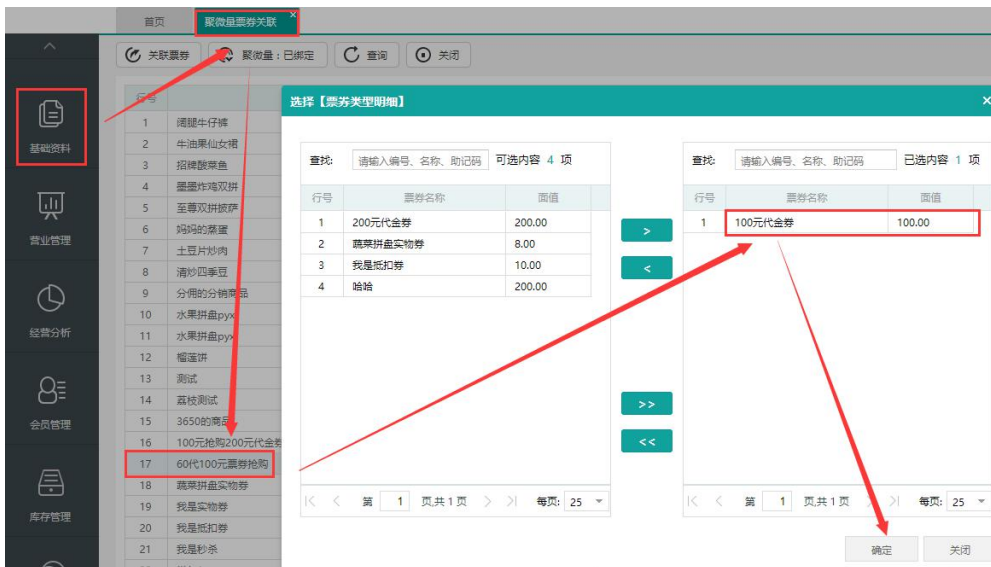 首页 聚微量票券关联 ×
关联票券 聚微量：已绑定 查询 关闭
基础资料
营业管理
经营分析
会员管理
库存管理
行号
1 阔腿牛仔裤
2 牛油果仙女裙
3 招牌酸菜鱼
4 墨墨炸鸡双拼
5 至尊双拼披萨
6 妈妈的蒸蛋
7 土豆片炒肉
8 清炒四季豆
9 分佣的分销商品
10 水果拼盘pyx
11 水果拼盘pyx
12 榴莲饼
13 测试
14 荔枝测试
15 3650的商品
16 100元抢购200元代金券
17 60代100元票券抢购
18 蔬菜拼盘实物券
19 我是实物券
20 我是抵扣券
21 我是秒杀
选择【票券类型明细】 ×
查找: 请输入编号、名称、助记码 可选内容 4 项
行号 票券名称 面值
1 200元代金券 200.00
2 蔬菜拼盘实物券 8.00
3 我是抵扣券 10.00
4 哈哈 200.00
第 1 页,共1页 每页: 25
>
<
>>
<<
查找: 请输入编号、名称、助记码 已选内容 1 项
行号 票券名称 面值
1 100元代金券 100.00
第 1 页,共1页 每页: 25
确定 关闭